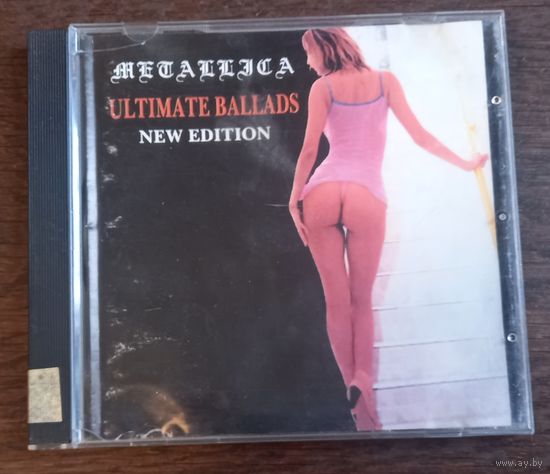 METALLICA
ULTIMATE BALLADS
NEW EDITION
www.ay.by